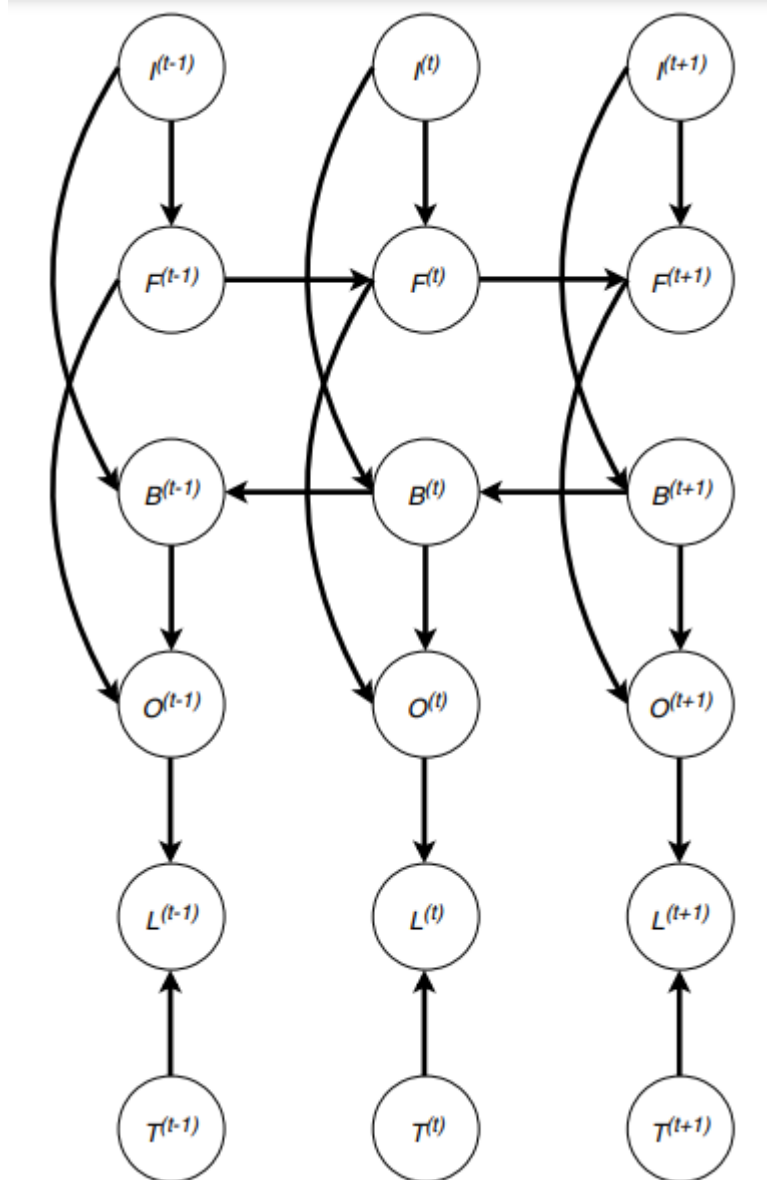 I(t-1) I(t) I(t+1)
F(t-1) F(t) F(t+1)
B(t-1) B(t) B(t+1)
O(t-1) O(t) O(t+1)
L(t-1) L(t) L(t+1)
T(t-1) T(t) T(t+1)